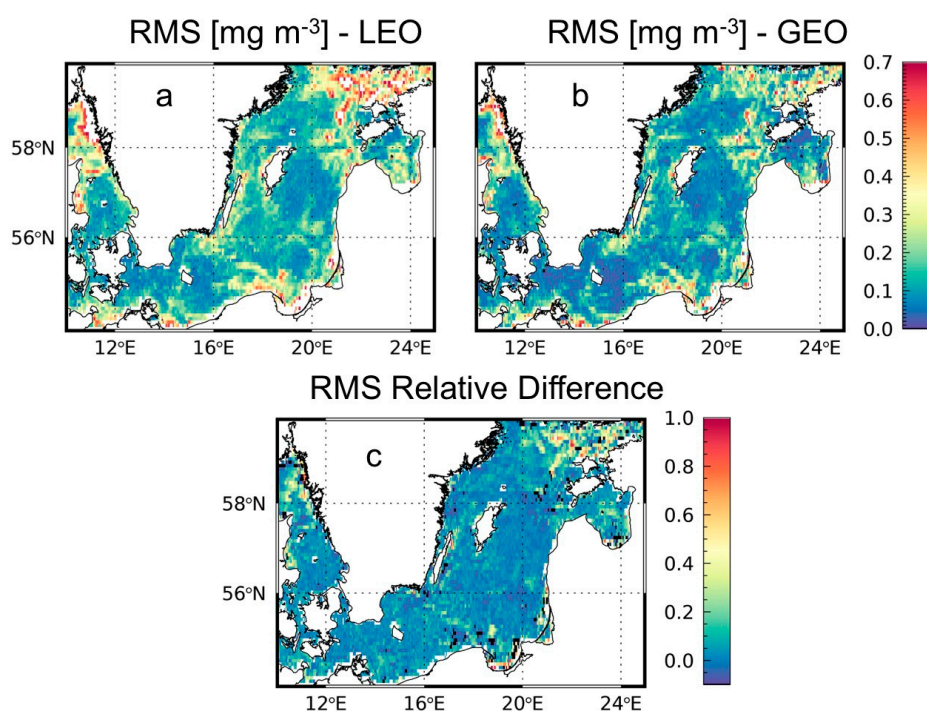 RMS [mg m-3] - LEO
RMS [mg m-3] - GEO
a
b
58°N
56°N
12°E 16°E 20°E 24°E
12°E 16°E 20°E 24°E
0.7
0.6
0.5
0.4
0.3
0.2
0.1
0.0
RMS Relative Difference
c
58°N
56°N
12°E 16°E 20°E 24°E
1.0
0.8
0.6
0.4
0.2
0.0